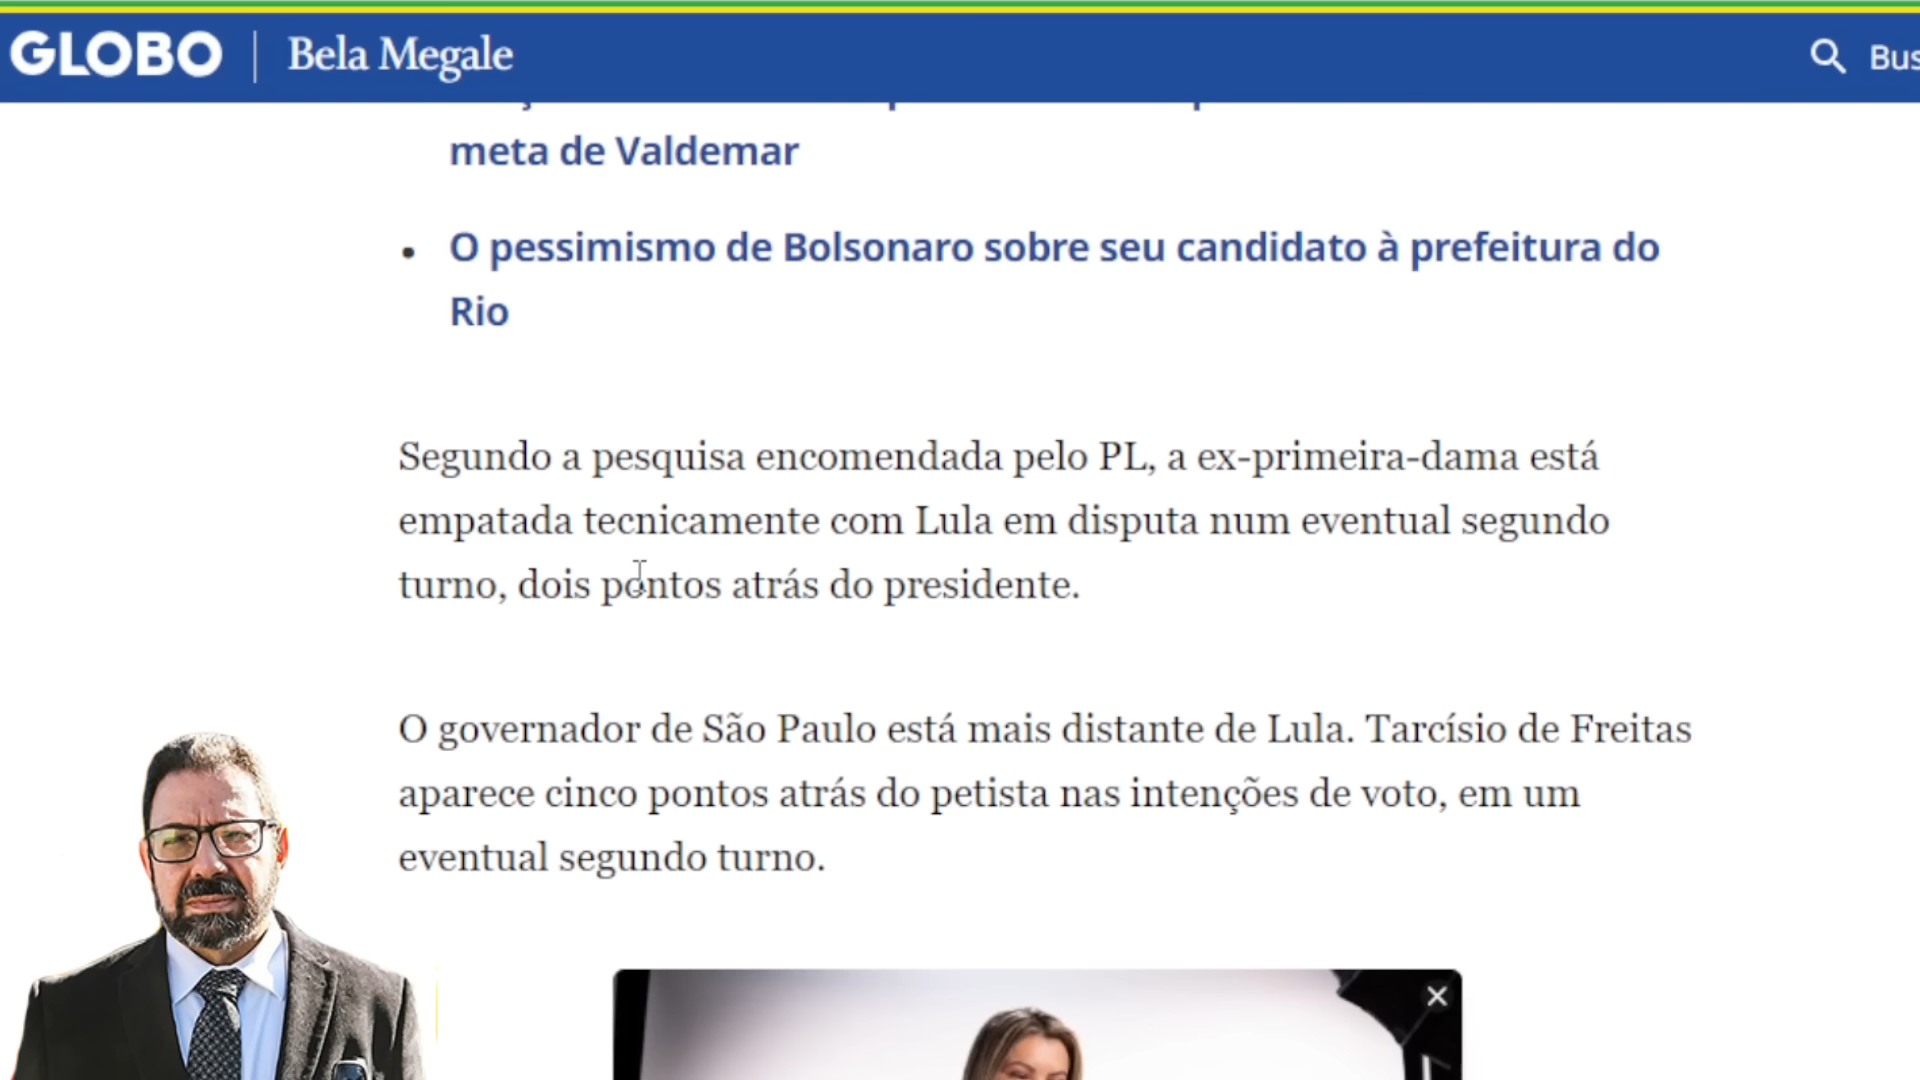 GLOBO | Bela Megale
Bus
meta de Valdemar
• O pessimismo de Bolsonaro sobre seu candidato à prefeitura do
Rio
Segundo a pesquisa encomendada pelo PL, a ex-primeira-dama está
empatada tecnicamente com Lula em disputa num eventual segundo
turno, dois pontos atrás do presidente.
O governador de São Paulo está mais distante de Lula. Tarcísio de Freitas
aparece cinco pontos atrás do petista nas intenções de voto, em um
eventual segundo turno.